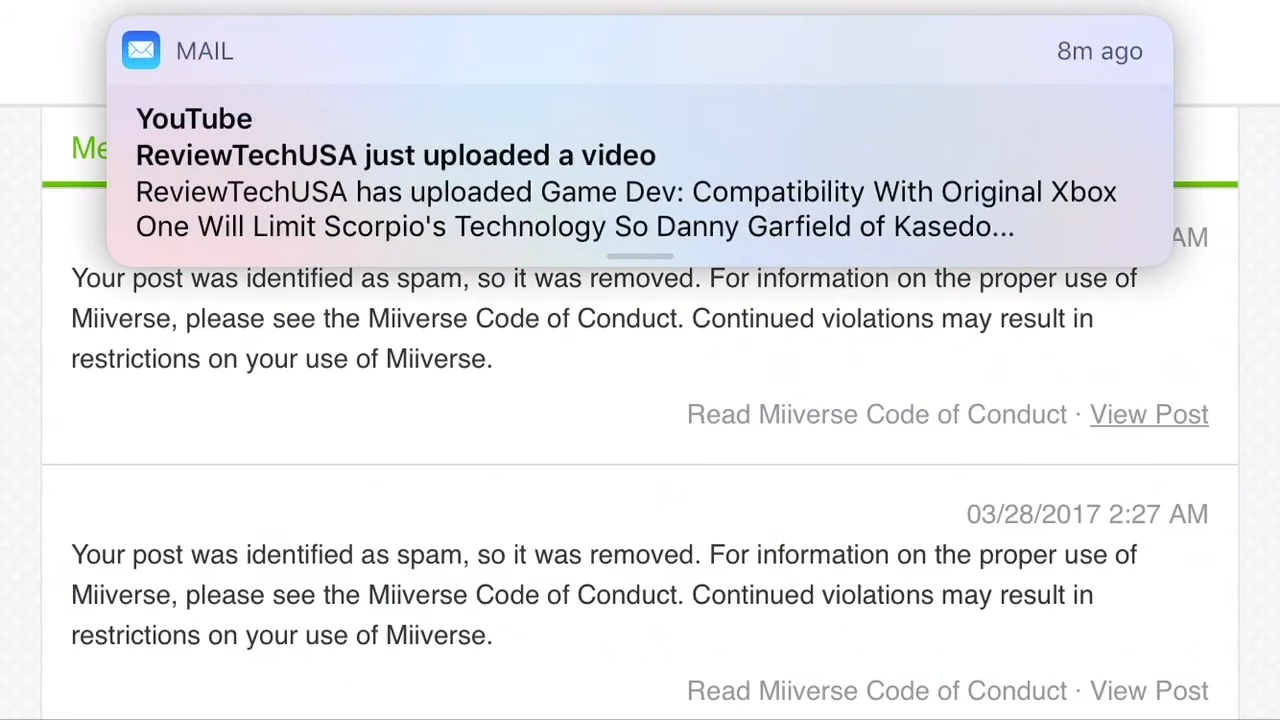 MAIL 8m ago
YouTube
ReviewTechUSA just uploaded a video
ReviewTechUSA has uploaded Game Dev: Compatibility With Original Xbox
One Will Limit Scorpio's Technology So Danny Garfield of Kasedo...
AM
Your post was identified as spam, so it was removed. For information on the proper use of
Miiverse, please see the Miiverse Code of Conduct. Continued violations may result in
restrictions on your use of Miiverse.
Read Miiverse Code of Conduct · View Post
03/28/2017 2:27 AM
Your post was identified as spam, so it was removed. For information on the proper use of
Miiverse, please see the Miiverse Code of Conduct. Continued violations may result in
restrictions on your use of Miiverse.
Read Miiverse Code of Conduct · View Post